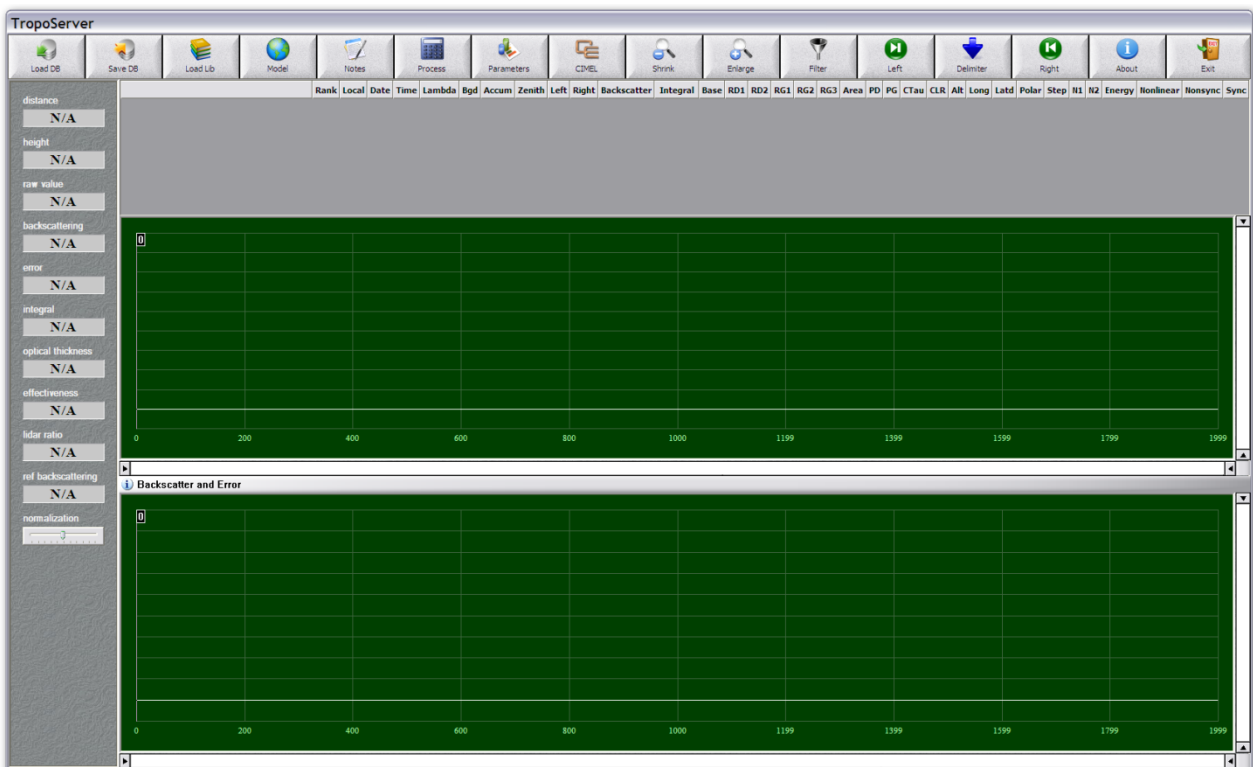 TropoServer
Load DB Save DB Load Lib Model Notes Process Parameters CIMEL Shrink Enlarge Filter Left Delimiter Right About Exit
Rank Local Date Time Lambda Bgd Accum Zenith Left Right Backscatter Integral Base RD1 RD2 RG1 RG2 RG3 Area PD PG CTau CLR Alt Long Latd Polar Step N1 N2 Energy Nonlinear Nonsync Sync
distance
N/A
height
N/A
raw value
N/A
backscattering
N/A
error
N/A
integral
N/A
optical thickness
N/A
effectiveness
N/A
lidar ratio
N/A
ref backscattering
N/A
normalization
0
0 200 400 600 800 1000 1199 1399 1599 1799 1999
Backscatter and Error
0
0 200 400 600 800 1000 1199 1399 1599 1799 1999